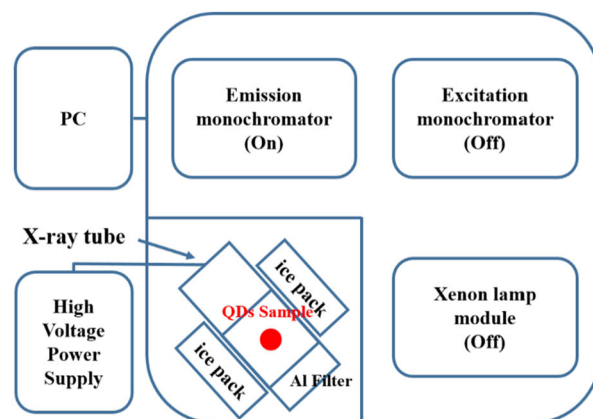 PC
Emission
monochromator
(On)
Excitation
monochromator
(Off)
X-ray tube
High
Voltage
Power
Supply
ice pack
QDs Sample
ice pack
Al Filter
Xenon lamp
module
(Off)